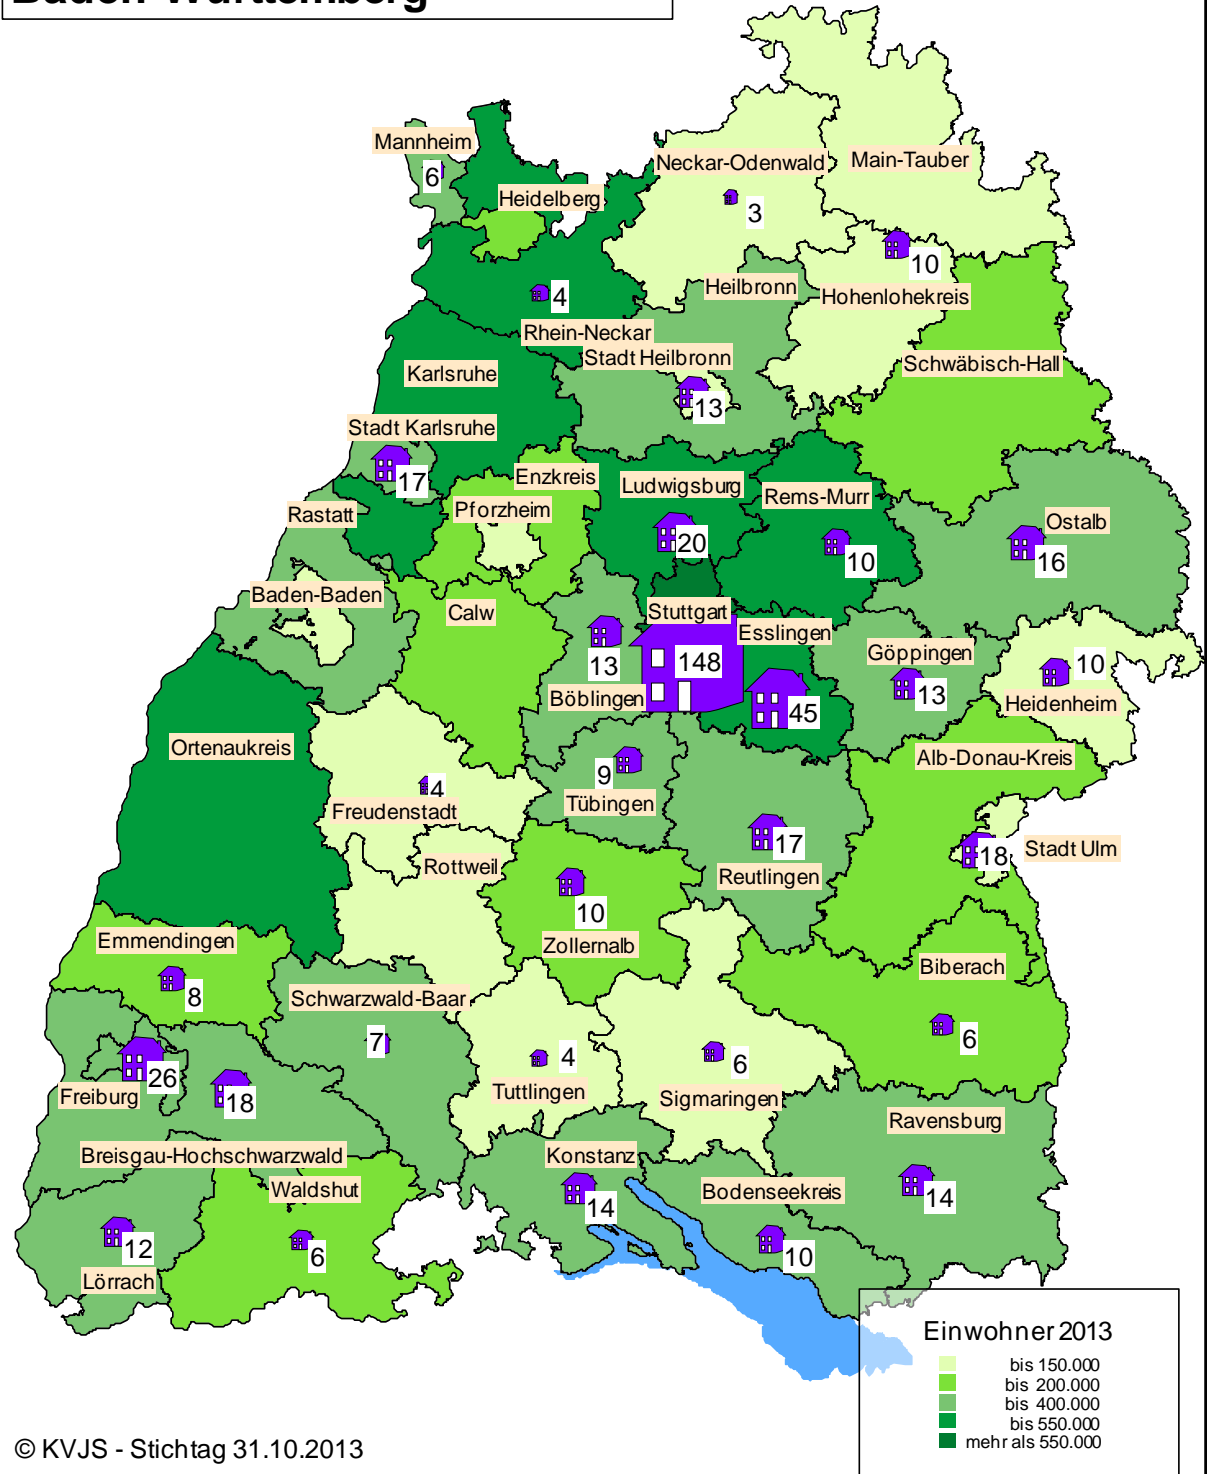 Baden-Württemberg
Mannheim
6
Heidelberg
Neckar-Odenwald
3
Main-Tauber
10
Hohenlohekreis
Heilbronn
4
Rhein-Neckar
Stadt Heilbronn
13
Schwäbisch-Hall
Karlsruhe
Stadt Karlsruhe
17
Enzkreis
Pforzheim
Ludwigsburg
20
Rems-Murr
10
Ostalb
16
Rastatt
Baden-Baden
Calw
Stuttgart
148
Esslingen
45
13
Böblingen
Göppingen
13
10
Heidenheim
Ortenaukreis
Alb-Donau-Kreis
4
Freudenstadt
9
Tübingen
17
Reutlingen
18
Stadt Ulm
Rottweil
10
Zollernalb
Emmendingen
8
Biberach
6
Schwarzwald-Baar
7
26
Freiburg
18
4
Tuttlingen
6
Sigmaringen
Ravensburg
14
Breisgau-Hochschwarzwald
Konstanz
14
Bodenseekreis
10
Waldshut
6
12
Lörrach
Einwohner 2013
bis 150.000
bis 200.000
bis 400.000
bis 550.000
mehr als 550.000
© KVJS - Stichtag 31.10.2013